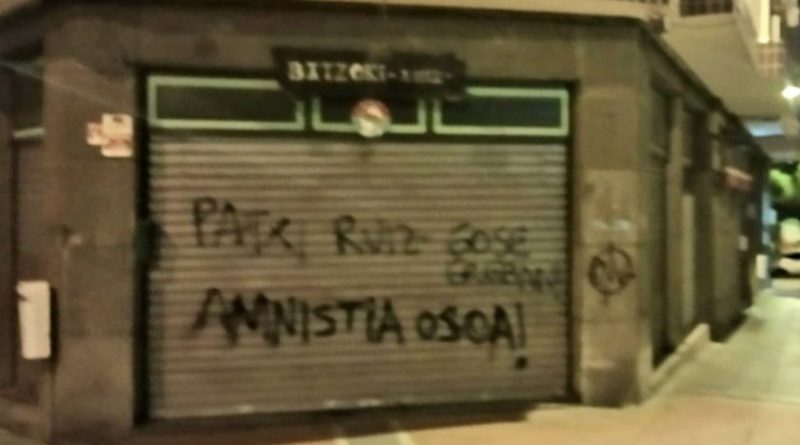 BATZOKI-
PATXI RUIZ GOSE
GREBAN
AMNISTIA OSOA!